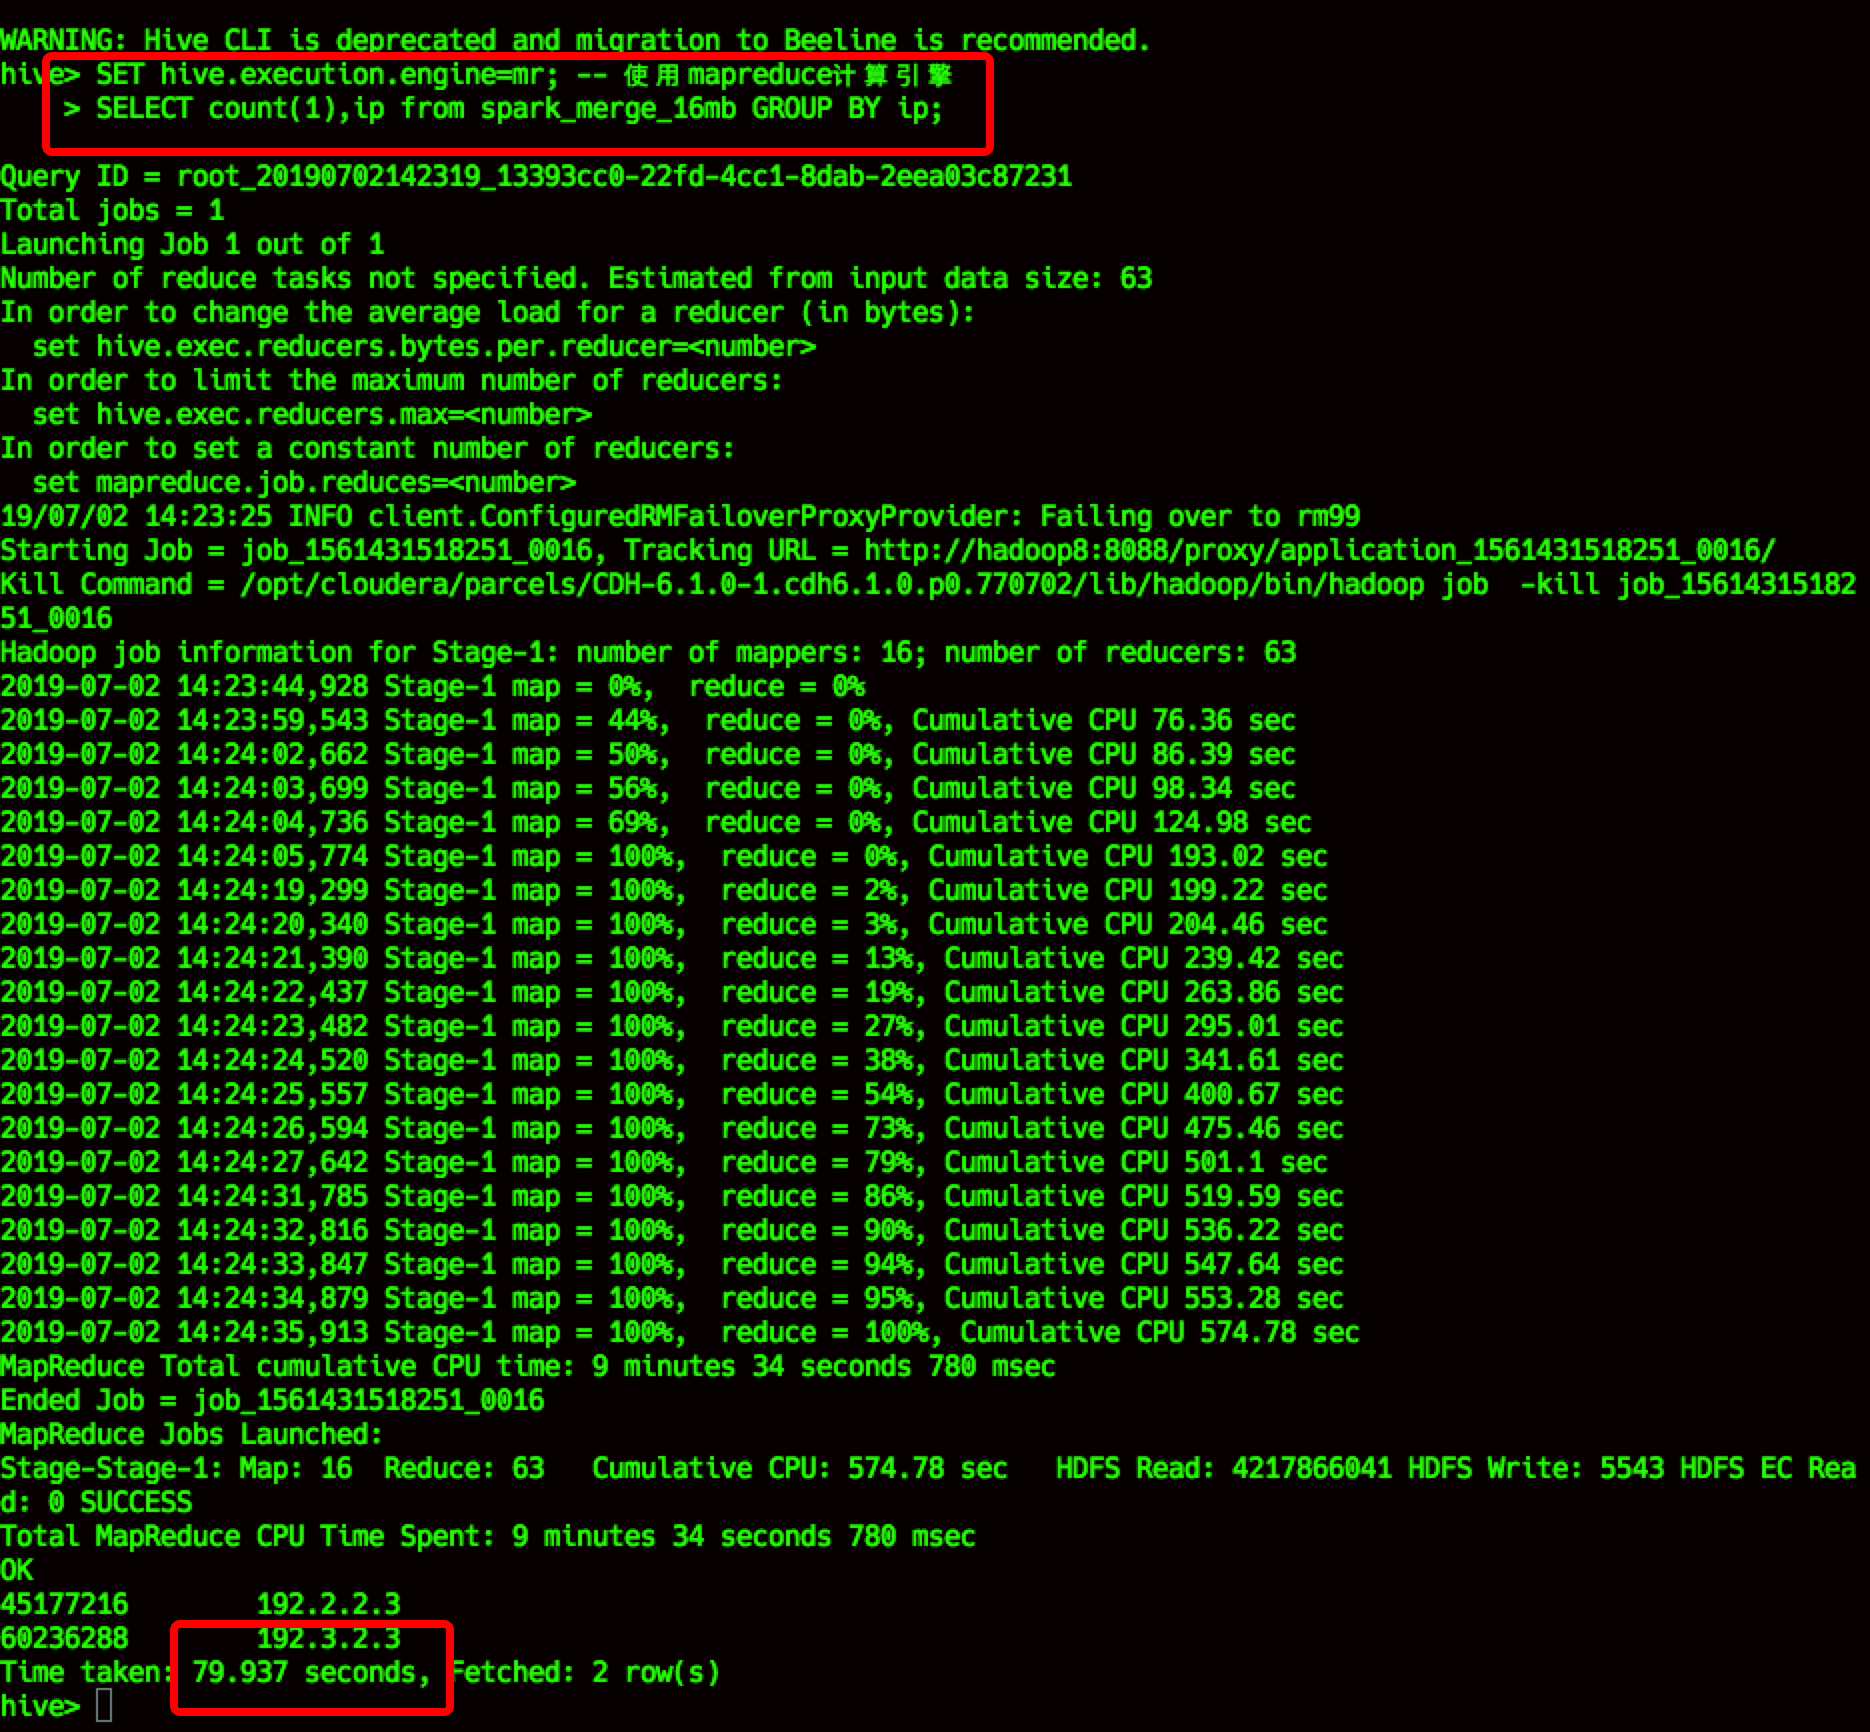 WARNING: Hive CLI is deprecated and migration to Beeline is recommended.
hive> SET hive.execution.engine=mr; -- 使用mapreduce计算引擎
    > SELECT count(1),ip from spark_merge_16mb GROUP BY ip;
Query ID = root_20190702142319_13393cc0-22fd-4cc1-8dab-2eea03c87231
Total jobs = 1
Launching Job 1 out of 1
Number of reduce tasks not specified. Estimated from input data size: 63
In order to change the average load for a reducer (in bytes):
  set hive.exec.reducers.bytes.per.reducer=<number>
In order to limit the maximum number of reducers:
  set hive.exec.reducers.max=<number>
In order to set a constant number of reducers:
  set mapreduce.job.reduces=<number>
19/07/02 14:23:25 INFO client.ConfiguredRMFailoverProxyProvider: Failing over to rm99
Starting Job = job_1561431518251_0016, Tracking URL = http://hadoop8:8088/proxy/application_1561431518251_0016/
Kill Command = /opt/cloudera/parcels/CDH-6.1.0-1.cdh6.1.0.p0.770702/lib/hadoop/bin/hadoop job  -kill job_15614315182
51_0016
Hadoop job information for Stage-1: number of mappers: 16; number of reducers: 63
2019-07-02 14:23:44,928 Stage-1 map = 0%,  reduce = 0%
2019-07-02 14:23:59,543 Stage-1 map = 44%,  reduce = 0%, Cumulative CPU 76.36 sec
2019-07-02 14:24:02,662 Stage-1 map = 50%,  reduce = 0%, Cumulative CPU 86.39 sec
2019-07-02 14:24:03,699 Stage-1 map = 56%,  reduce = 0%, Cumulative CPU 98.34 sec
2019-07-02 14:24:04,736 Stage-1 map = 69%,  reduce = 0%, Cumulative CPU 124.98 sec
2019-07-02 14:24:05,774 Stage-1 map = 100%,  reduce = 0%, Cumulative CPU 193.02 sec
2019-07-02 14:24:19,299 Stage-1 map = 100%,  reduce = 2%, Cumulative CPU 199.22 sec
2019-07-02 14:24:20,340 Stage-1 map = 100%,  reduce = 3%, Cumulative CPU 204.46 sec
2019-07-02 14:24:21,390 Stage-1 map = 100%,  reduce = 13%, Cumulative CPU 239.42 sec
2019-07-02 14:24:22,437 Stage-1 map = 100%,  reduce = 19%, Cumulative CPU 263.86 sec
2019-07-02 14:24:23,482 Stage-1 map = 100%,  reduce = 27%, Cumulative CPU 295.01 sec
2019-07-02 14:24:24,520 Stage-1 map = 100%,  reduce = 38%, Cumulative CPU 341.61 sec
2019-07-02 14:24:25,557 Stage-1 map = 100%,  reduce = 54%, Cumulative CPU 400.67 sec
2019-07-02 14:24:26,594 Stage-1 map = 100%,  reduce = 73%, Cumulative CPU 475.46 sec
2019-07-02 14:24:27,642 Stage-1 map = 100%,  reduce = 79%, Cumulative CPU 501.1 sec
2019-07-02 14:24:31,785 Stage-1 map = 100%,  reduce = 86%, Cumulative CPU 519.59 sec
2019-07-02 14:24:32,816 Stage-1 map = 100%,  reduce = 90%, Cumulative CPU 536.22 sec
2019-07-02 14:24:33,847 Stage-1 map = 100%,  reduce = 94%, Cumulative CPU 547.64 sec
2019-07-02 14:24:34,879 Stage-1 map = 100%,  reduce = 95%, Cumulative CPU 553.28 sec
2019-07-02 14:24:35,913 Stage-1 map = 100%,  reduce = 100%, Cumulative CPU 574.78 sec
MapReduce Total cumulative CPU time: 9 minutes 34 seconds 780 msec
Ended Job = job_1561431518251_0016
MapReduce Jobs Launched:
Stage-Stage-1: Map: 16  Reduce: 63   Cumulative CPU: 574.78 sec   HDFS Read: 4217866041 HDFS Write: 5543 HDFS EC Rea
d: 0 SUCCESS
Total MapReduce CPU Time Spent: 9 minutes 34 seconds 780 msec
OK
45177216        192.2.2.3
60236288        192.3.2.3
Time taken: 79.937 seconds, Fetched: 2 row(s)
hive>